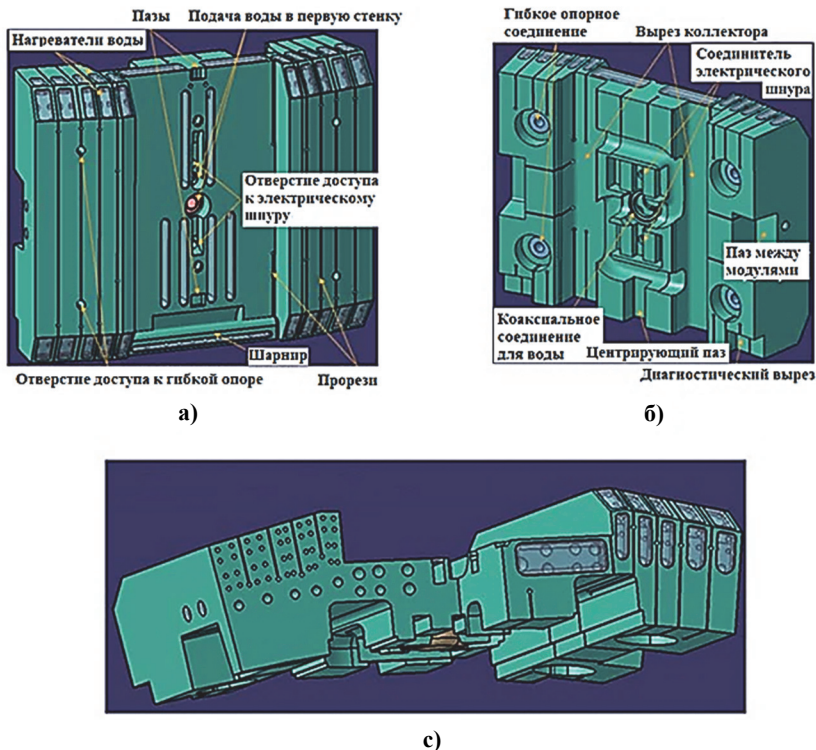 Пазы
Подача воды в первую стенку
Нагреватели воды
Отверстие доступа
к электрическому
шнуру
Шарнир
Отверстие доступа к гибкой опоре
Прорези
а)
Гибкое опорное
соединение
Вырез коллектора
Соединитель
электрического
шнура
Паз между
модулями
Коаксиальное
соединение
для воды
Центрирующий паз
Диагностический вырез
б)
с)